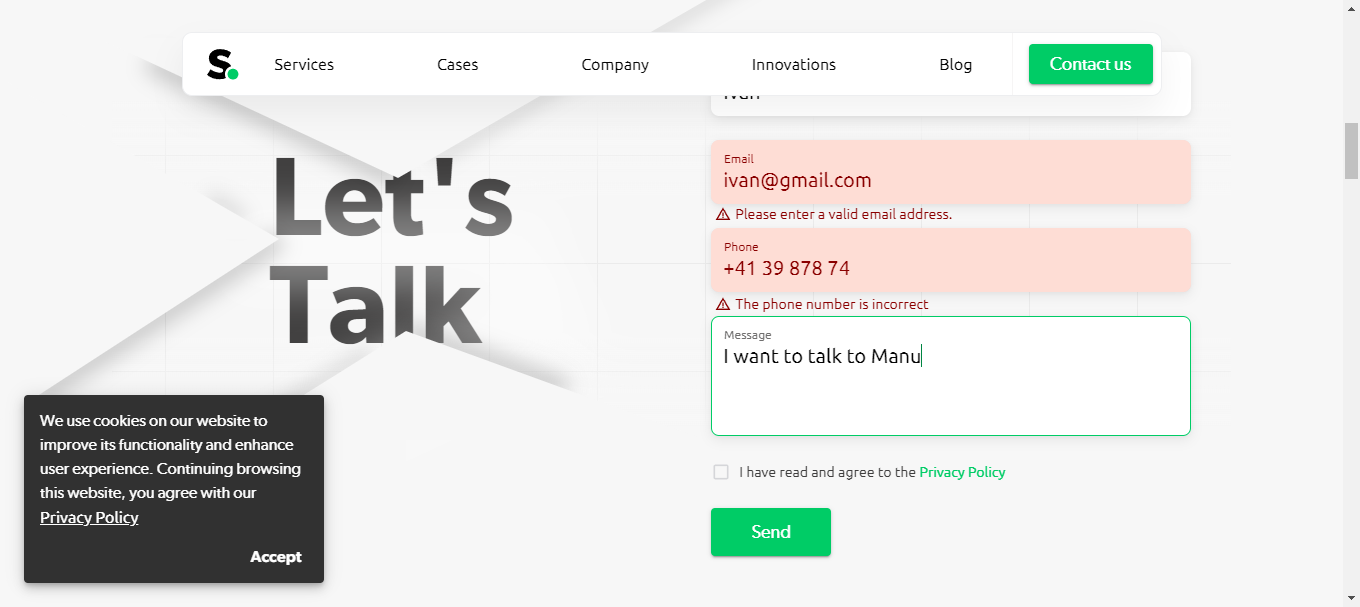 S.
Services
Cases
Company
Innovations
Blog
Contact us
Let's
Talk
Email
ivan@gmail.com
Please enter a valid email address.
Phone
+41 39 878 74
The phone number is incorrect
Message
I want to talk to Manu
I have read and agree to the Privacy Policy
Send
We use cookies on our website to
improve its functionality and enhance
user experience. Continuing browsing
this website, you agree with our
Privacy Policy
Accept